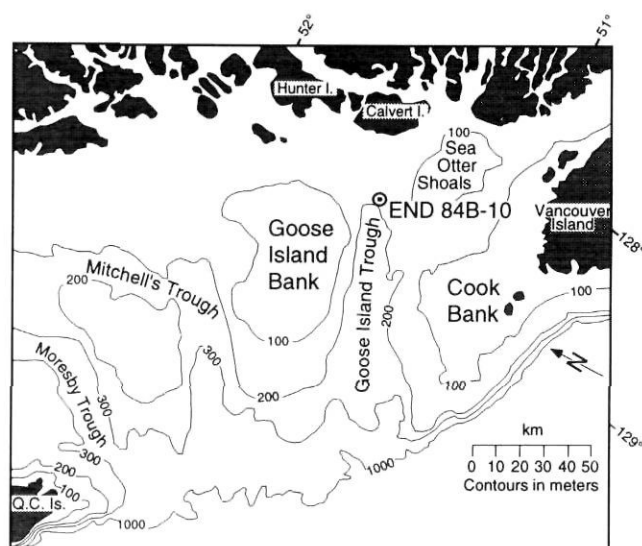 52°
51°
Hunter I.
Calvert I.
100
Sea
Otter
Shoals
END 84B-10
Vancouver
Island
128°
Goose
Island
Bank
Goose Island Trough
Mitchell's Trough
200
Cook
Bank
100
200
100
300
100
Moresby Trough
200
300
N
129°
km
0 10 20 30 40 50
Contours in meters
300
200
100
Q.C. Is.
1000
1000